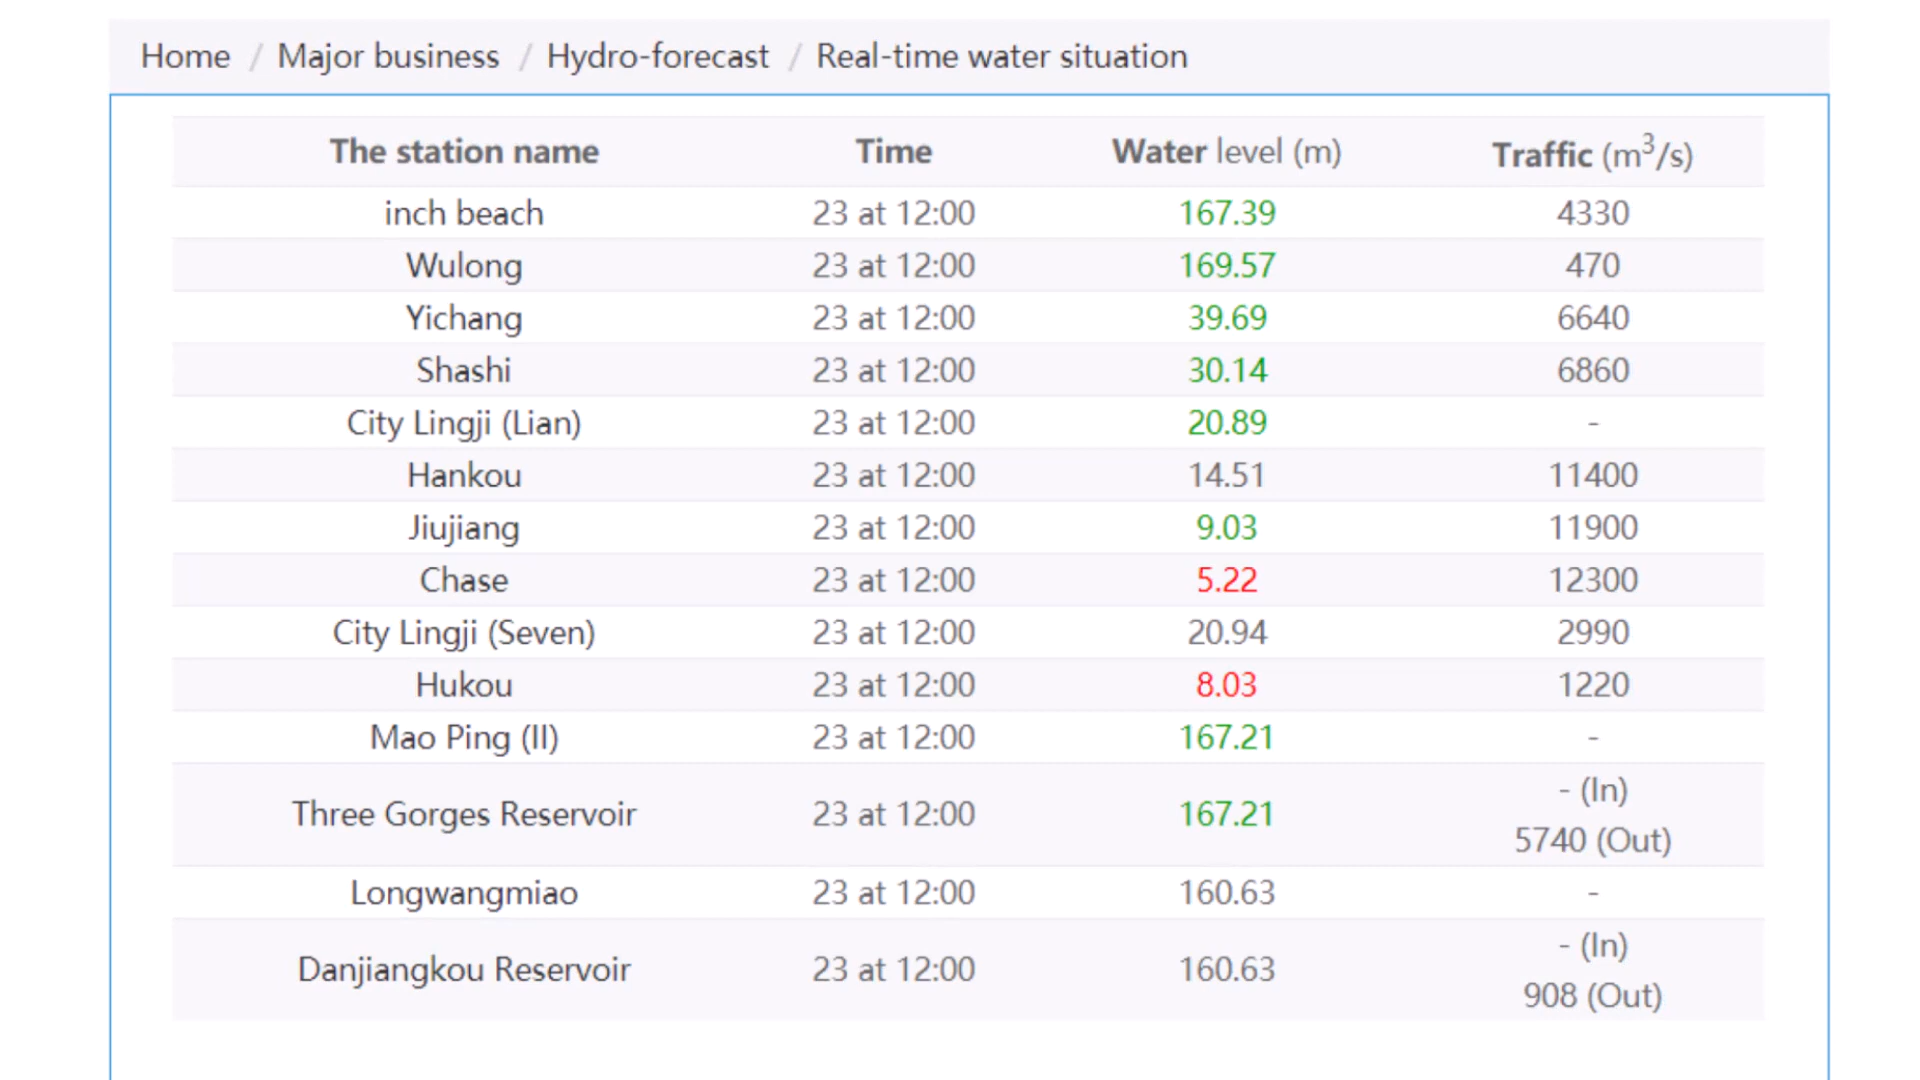 Home / Major business / Hydro-forecast / Real-time water situation
The station name Time Water level (m) Traffic (m³/s)
inch beach 23 at 12:00 167.39 4330
Wulong 23 at 12:00 169.57 470
Yichang 23 at 12:00 39.69 6640
Shashi 23 at 12:00 30.14 6860
City Lingji (Lian) 23 at 12:00 20.89 -
Hankou 23 at 12:00 14.51 11400
Jiujiang 23 at 12:00 9.03 11900
Chase 23 at 12:00 5.22 12300
City Lingji (Seven) 23 at 12:00 20.94 2990
Hukou 23 at 12:00 8.03 1220
Mao Ping (II) 23 at 12:00 167.21 -
Three Gorges Reservoir 23 at 12:00 167.21 - (In)
5740 (Out)
Longwangmiao 23 at 12:00 160.63 -
Danjiangkou Reservoir 23 at 12:00 160.63 - (In)
908 (Out)